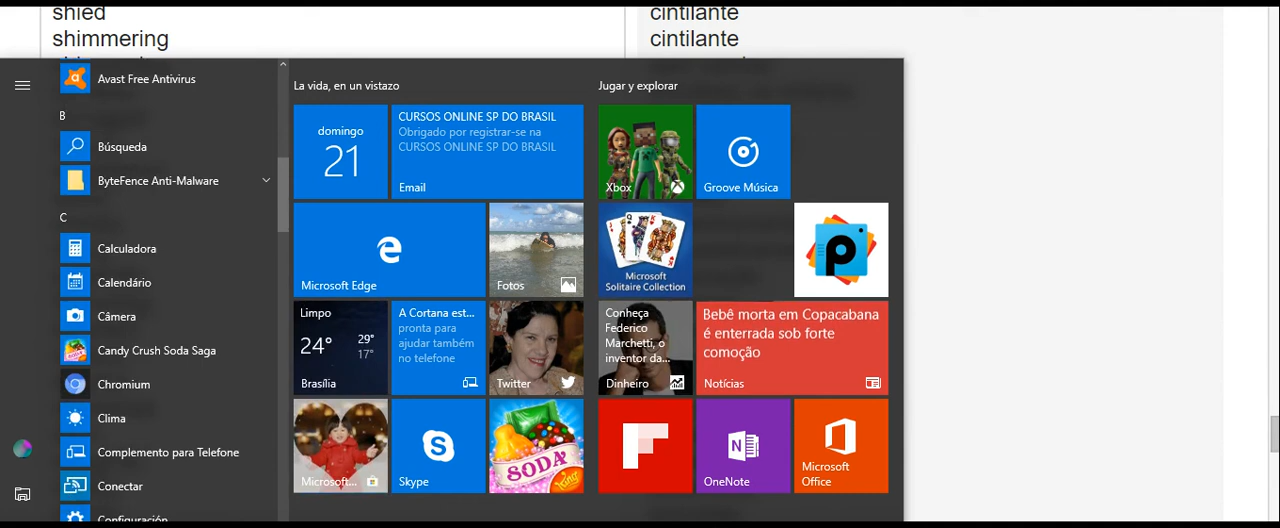 shied
shimmering
cintilante
cintilante
Avast Free Antivirus
B
Búsqueda
ByteFence Anti-Malware
C
Calculadora
Calendário
Câmera
Candy Crush Soda Saga
Chromium
Clima
Complemento para Telefone
Conectar
Configuración
La vida, en un vistazo
domingo
21
CURSOS ONLINE SP DO BRASIL
Obrigado por registrar-se na
CURSOS ONLINE SP DO BRASIL
Email
Microsoft Edge
Fotos
Limpo
24° 29°
17°
Brasília
A Cortana est...
pronta para
ajudar também
no telefone
Twitter
Microsoft...
Skype
SODA
King
Jugar y explorar
Xbox
Groove Música
Microsoft
Solitaire Collection
Conheça
Federico
Marchetti, o
inventor da...
Dinheiro
Bebê morta em Copacabana
é enterrada sob forte
comoção
Notícias
OneNote
Microsoft
Office